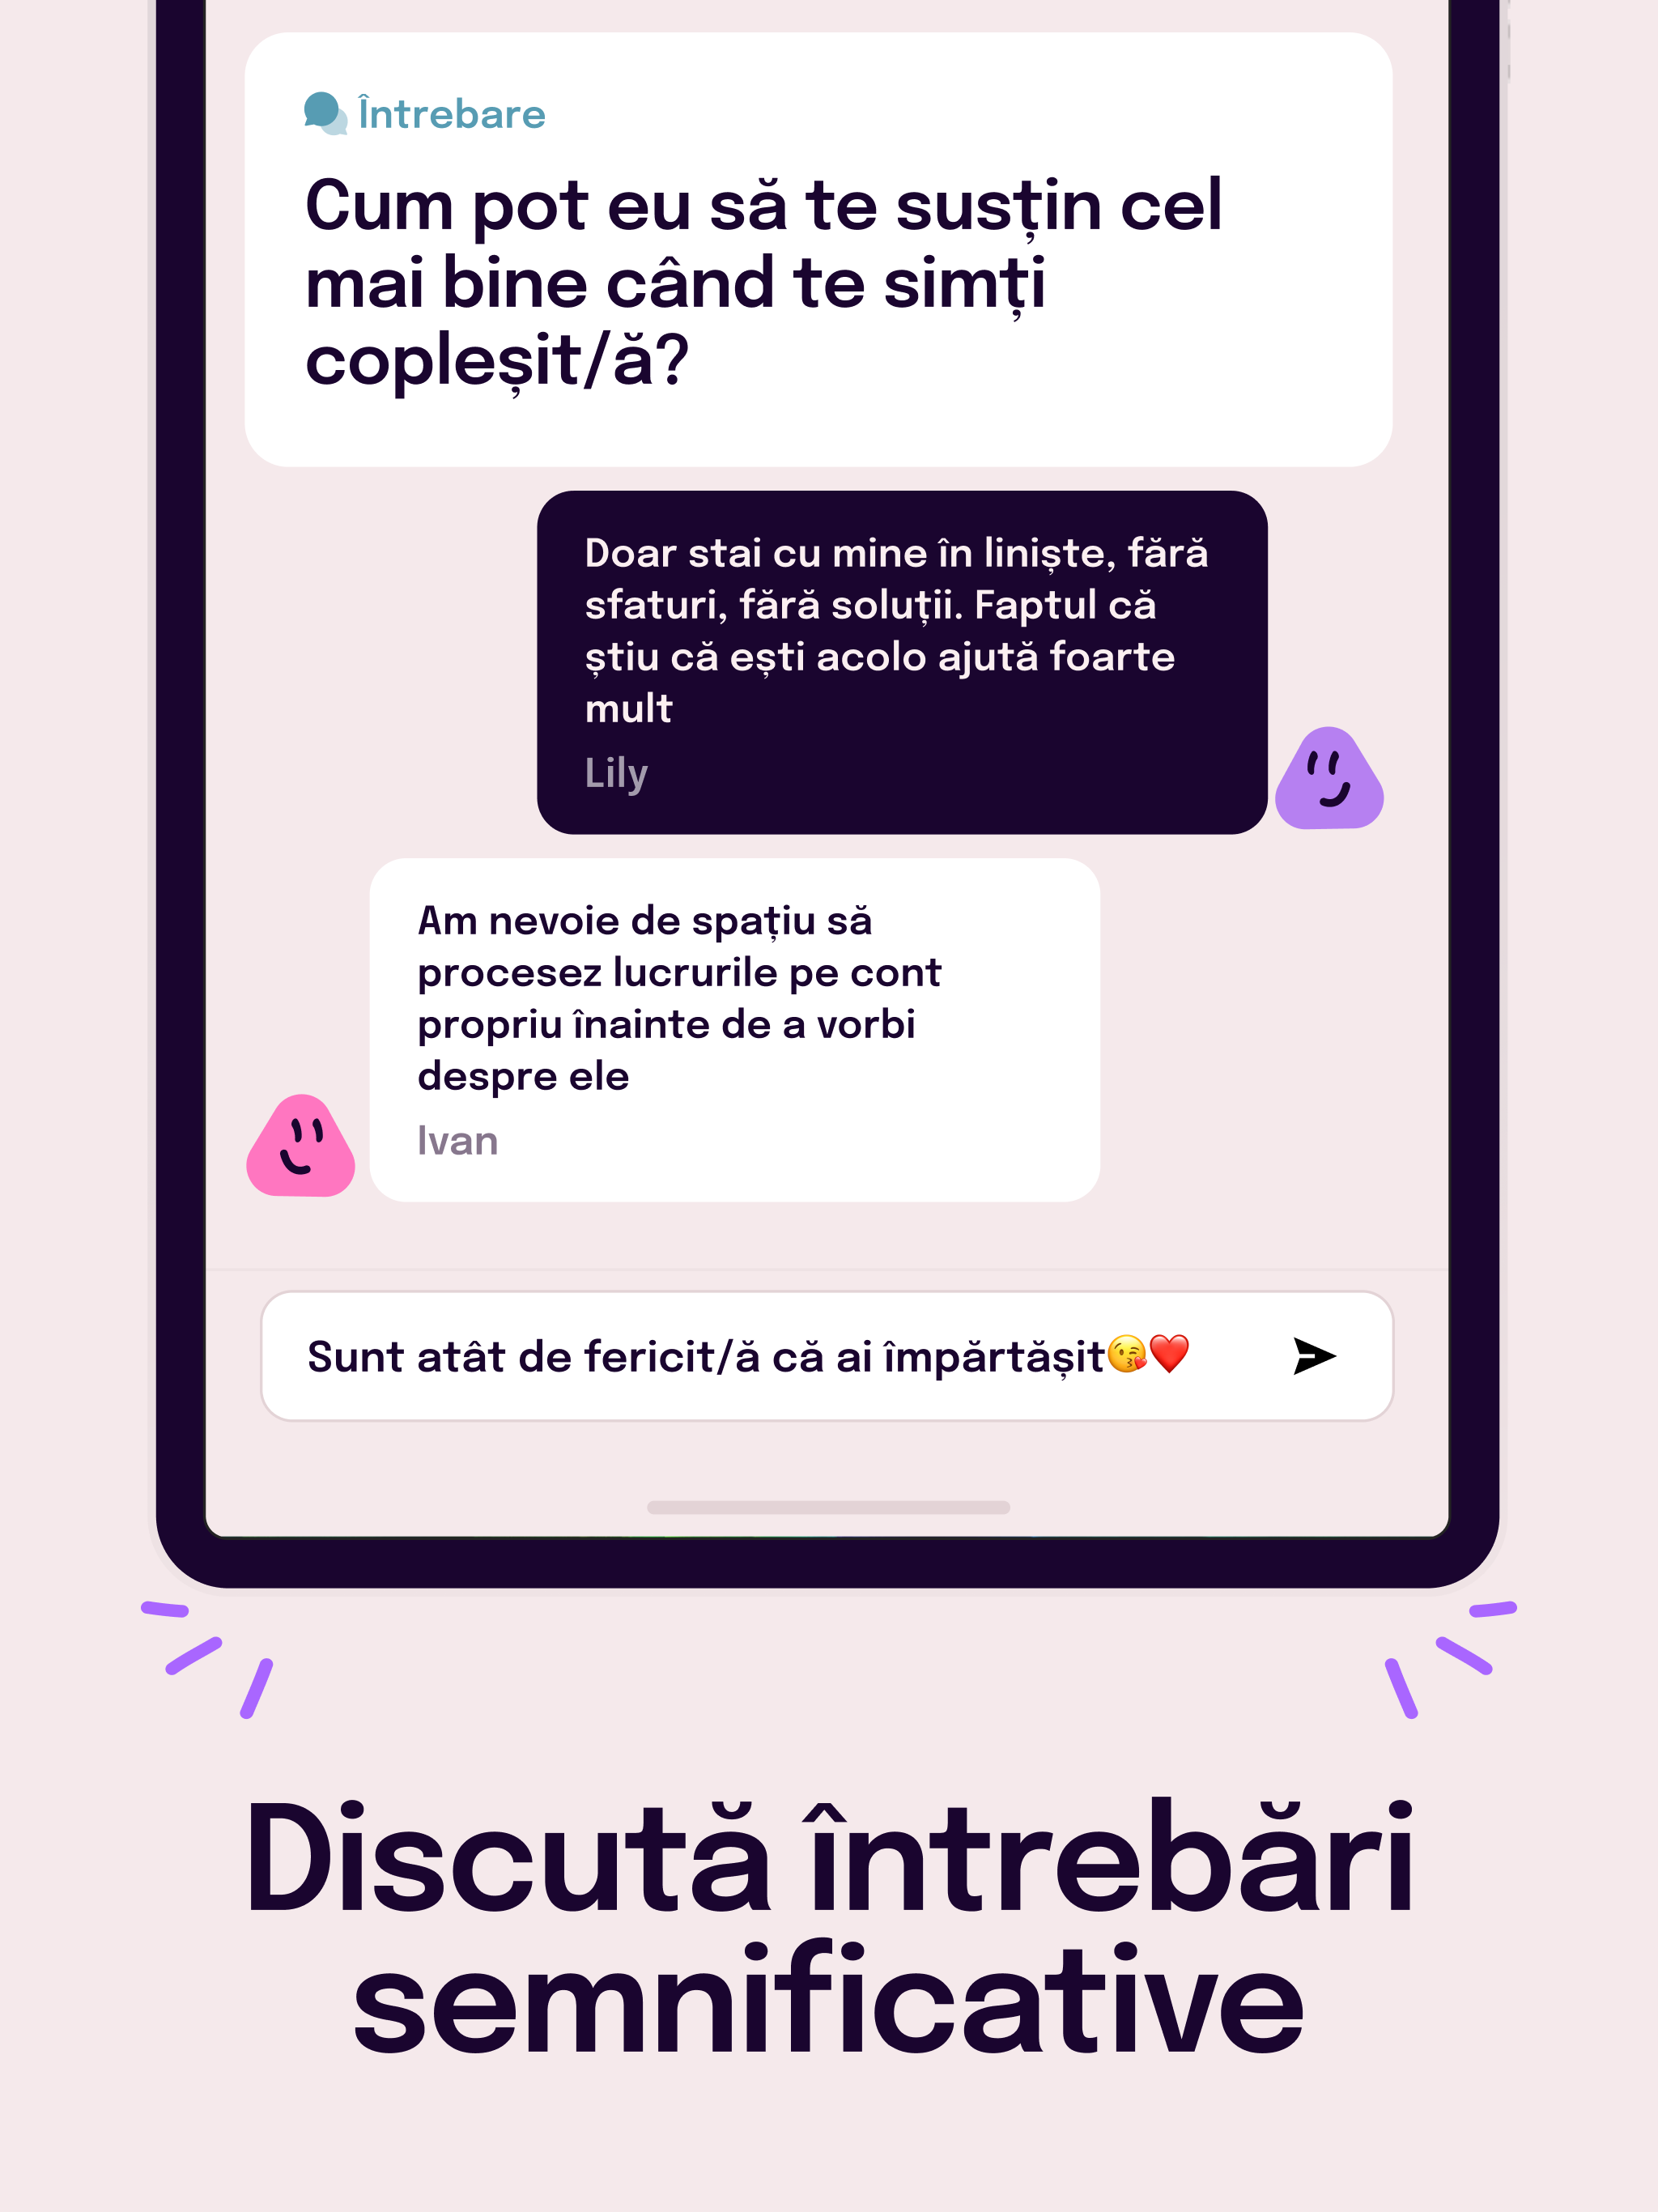 Întrebare
Cum pot eu să te susțin cel
mai bine când te simți
copleșit/ă?
Doar stai cu mine în liniște, fără
sfaturi, fără soluții. Faptul că
știu că ești acolo ajută foarte
mult
Lily
Am nevoie de spațiu să
procesez lucrurile pe cont
propriu înainte de a vorbi
despre ele
Ivan
Sunt atât de fericit/ă că ai împărtășit😘❤️
Discută întrebări
semnificative